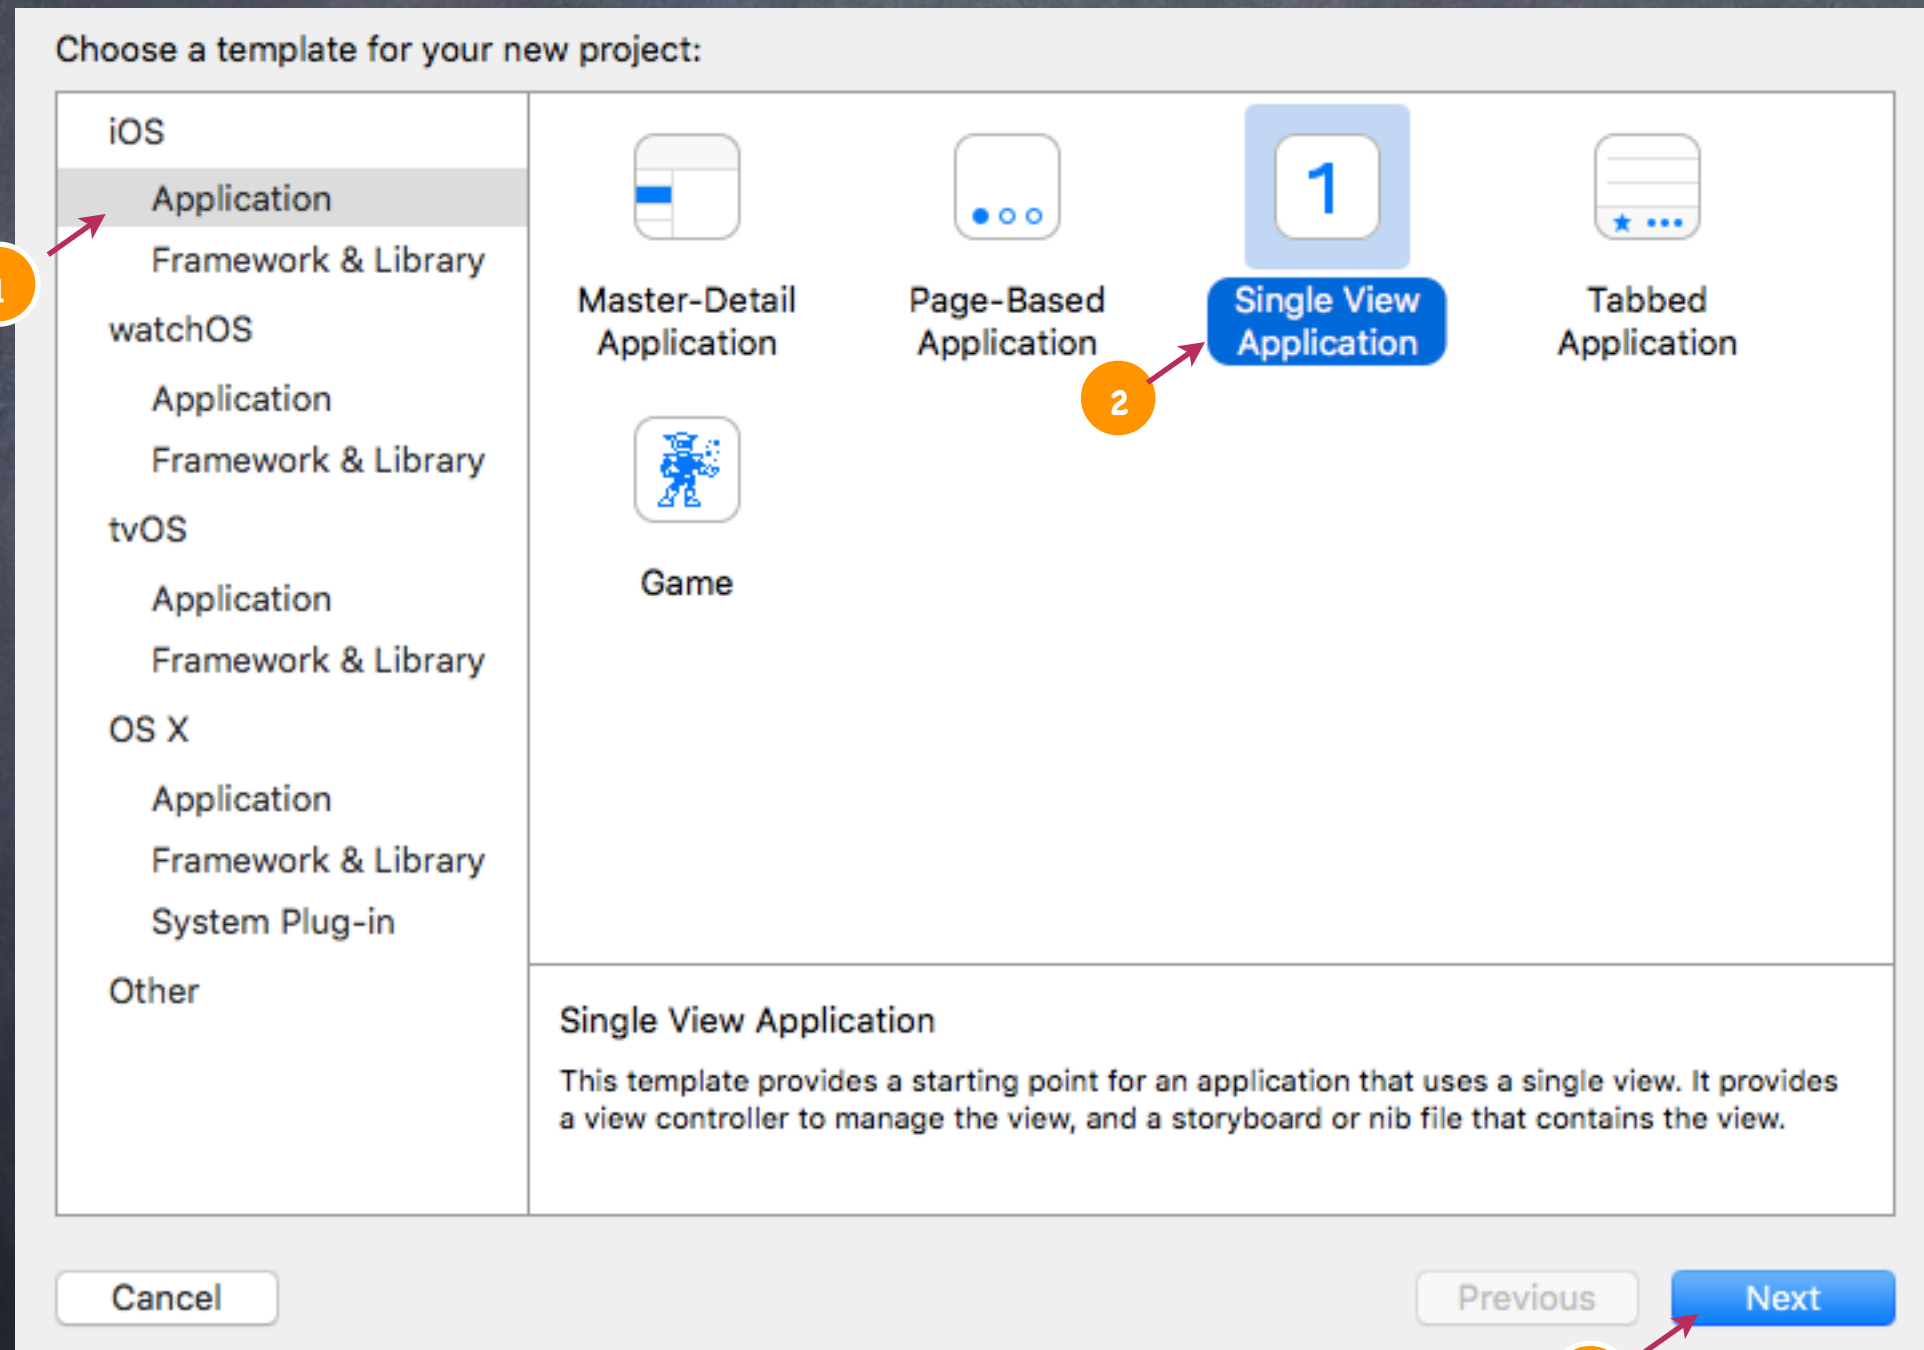 Choose a template for your new project:
iOS
Application
Framework & Library
watchOS
Application
Framework & Library
tvOS
Application
Framework & Library
OS X
Application
Framework & Library
System Plug-in
Other
1
Master-Detail
Application
Page-Based
Application
1
Single View
Application
2
Tabbed
Application
Game
Single View Application
This template provides a starting point for an application that uses a single view. It provides
a view controller to manage the view, and a storyboard or nib file that contains the view.
Cancel
Previous
Next